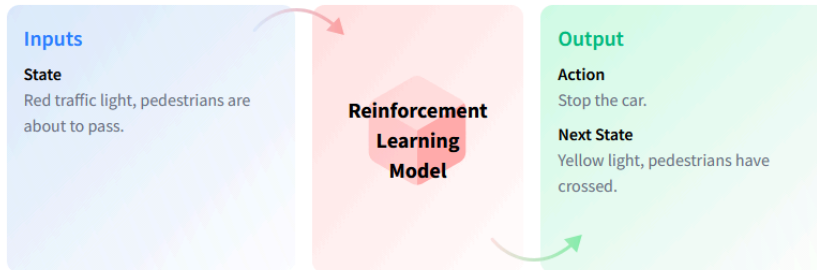 Inputs
State
Red traffic light, pedestrians are
about to pass.
Reinforcement
Learning
Model
Output
Action
Stop the car.
Next State
Yellow light, pedestrians have
crossed.